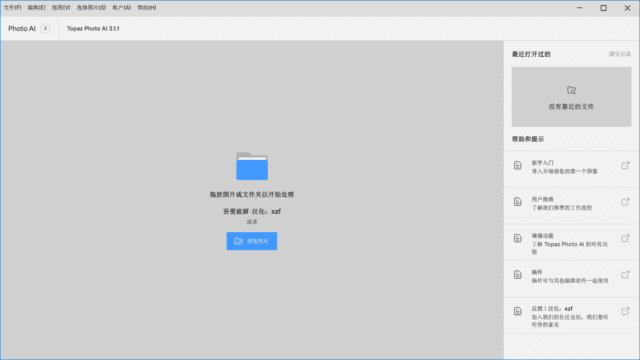 文件(F) 编辑(E) 视图(V) 选择图片(S) 帐户(A) 帮助(H)
Photo AI 3 Topaz Photo AI 3.1.1
拖放图片或文件夹以开始处理
吾爱破解 汉化：xzf
或者
浏览图片
最近打开过的 清空记录
没有最近的文件
帮助和提示
新手入门
导入并增强您的第一个图像
用户指南
了解我们推荐的工作流程
增强功能
了解 Topaz Photo AI 的所有功能
插件
插件可与其他编辑软件一起使用
反馈丨汉化：xzf
加入我们的社区论坛，我们想听
听你的意见